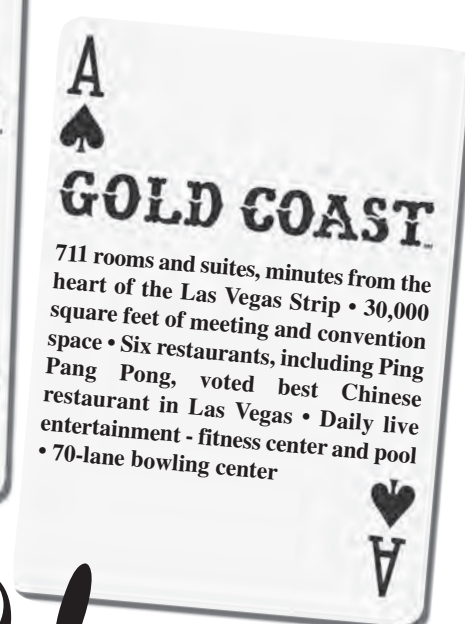 A
GOLD COAST
711 rooms and suites, minutes from the
heart of the Las Vegas Strip • 30,000
square feet of meeting and convention
space • Six restaurants, including Ping
Pang Pong, voted best Chinese
restaurant in Las Vegas • Daily live
entertainment - fitness center and pool
• 70-lane bowling center
A